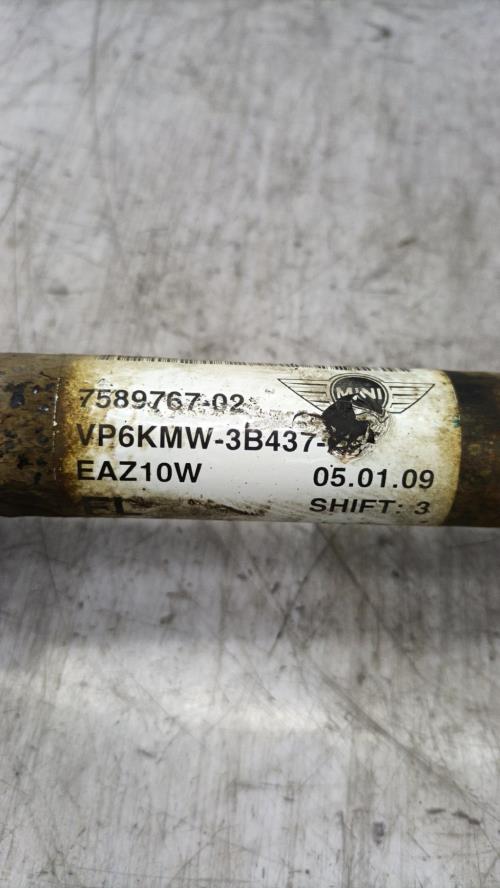 7589767-02
MINI
VP6KMW-3B437-
EAZ10W 05.01.09
SHIFT: 3